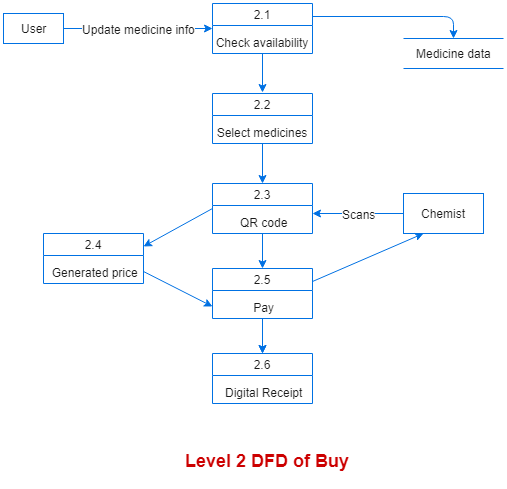 User
Update medicine info
2.1
Check availability
Medicine data
2.2
Select medicines
2.3
QR code
Scans
Chemist
2.4
Generated price
2.5
Pay
2.6
Digital Receipt
Level 2 DFD of Buy